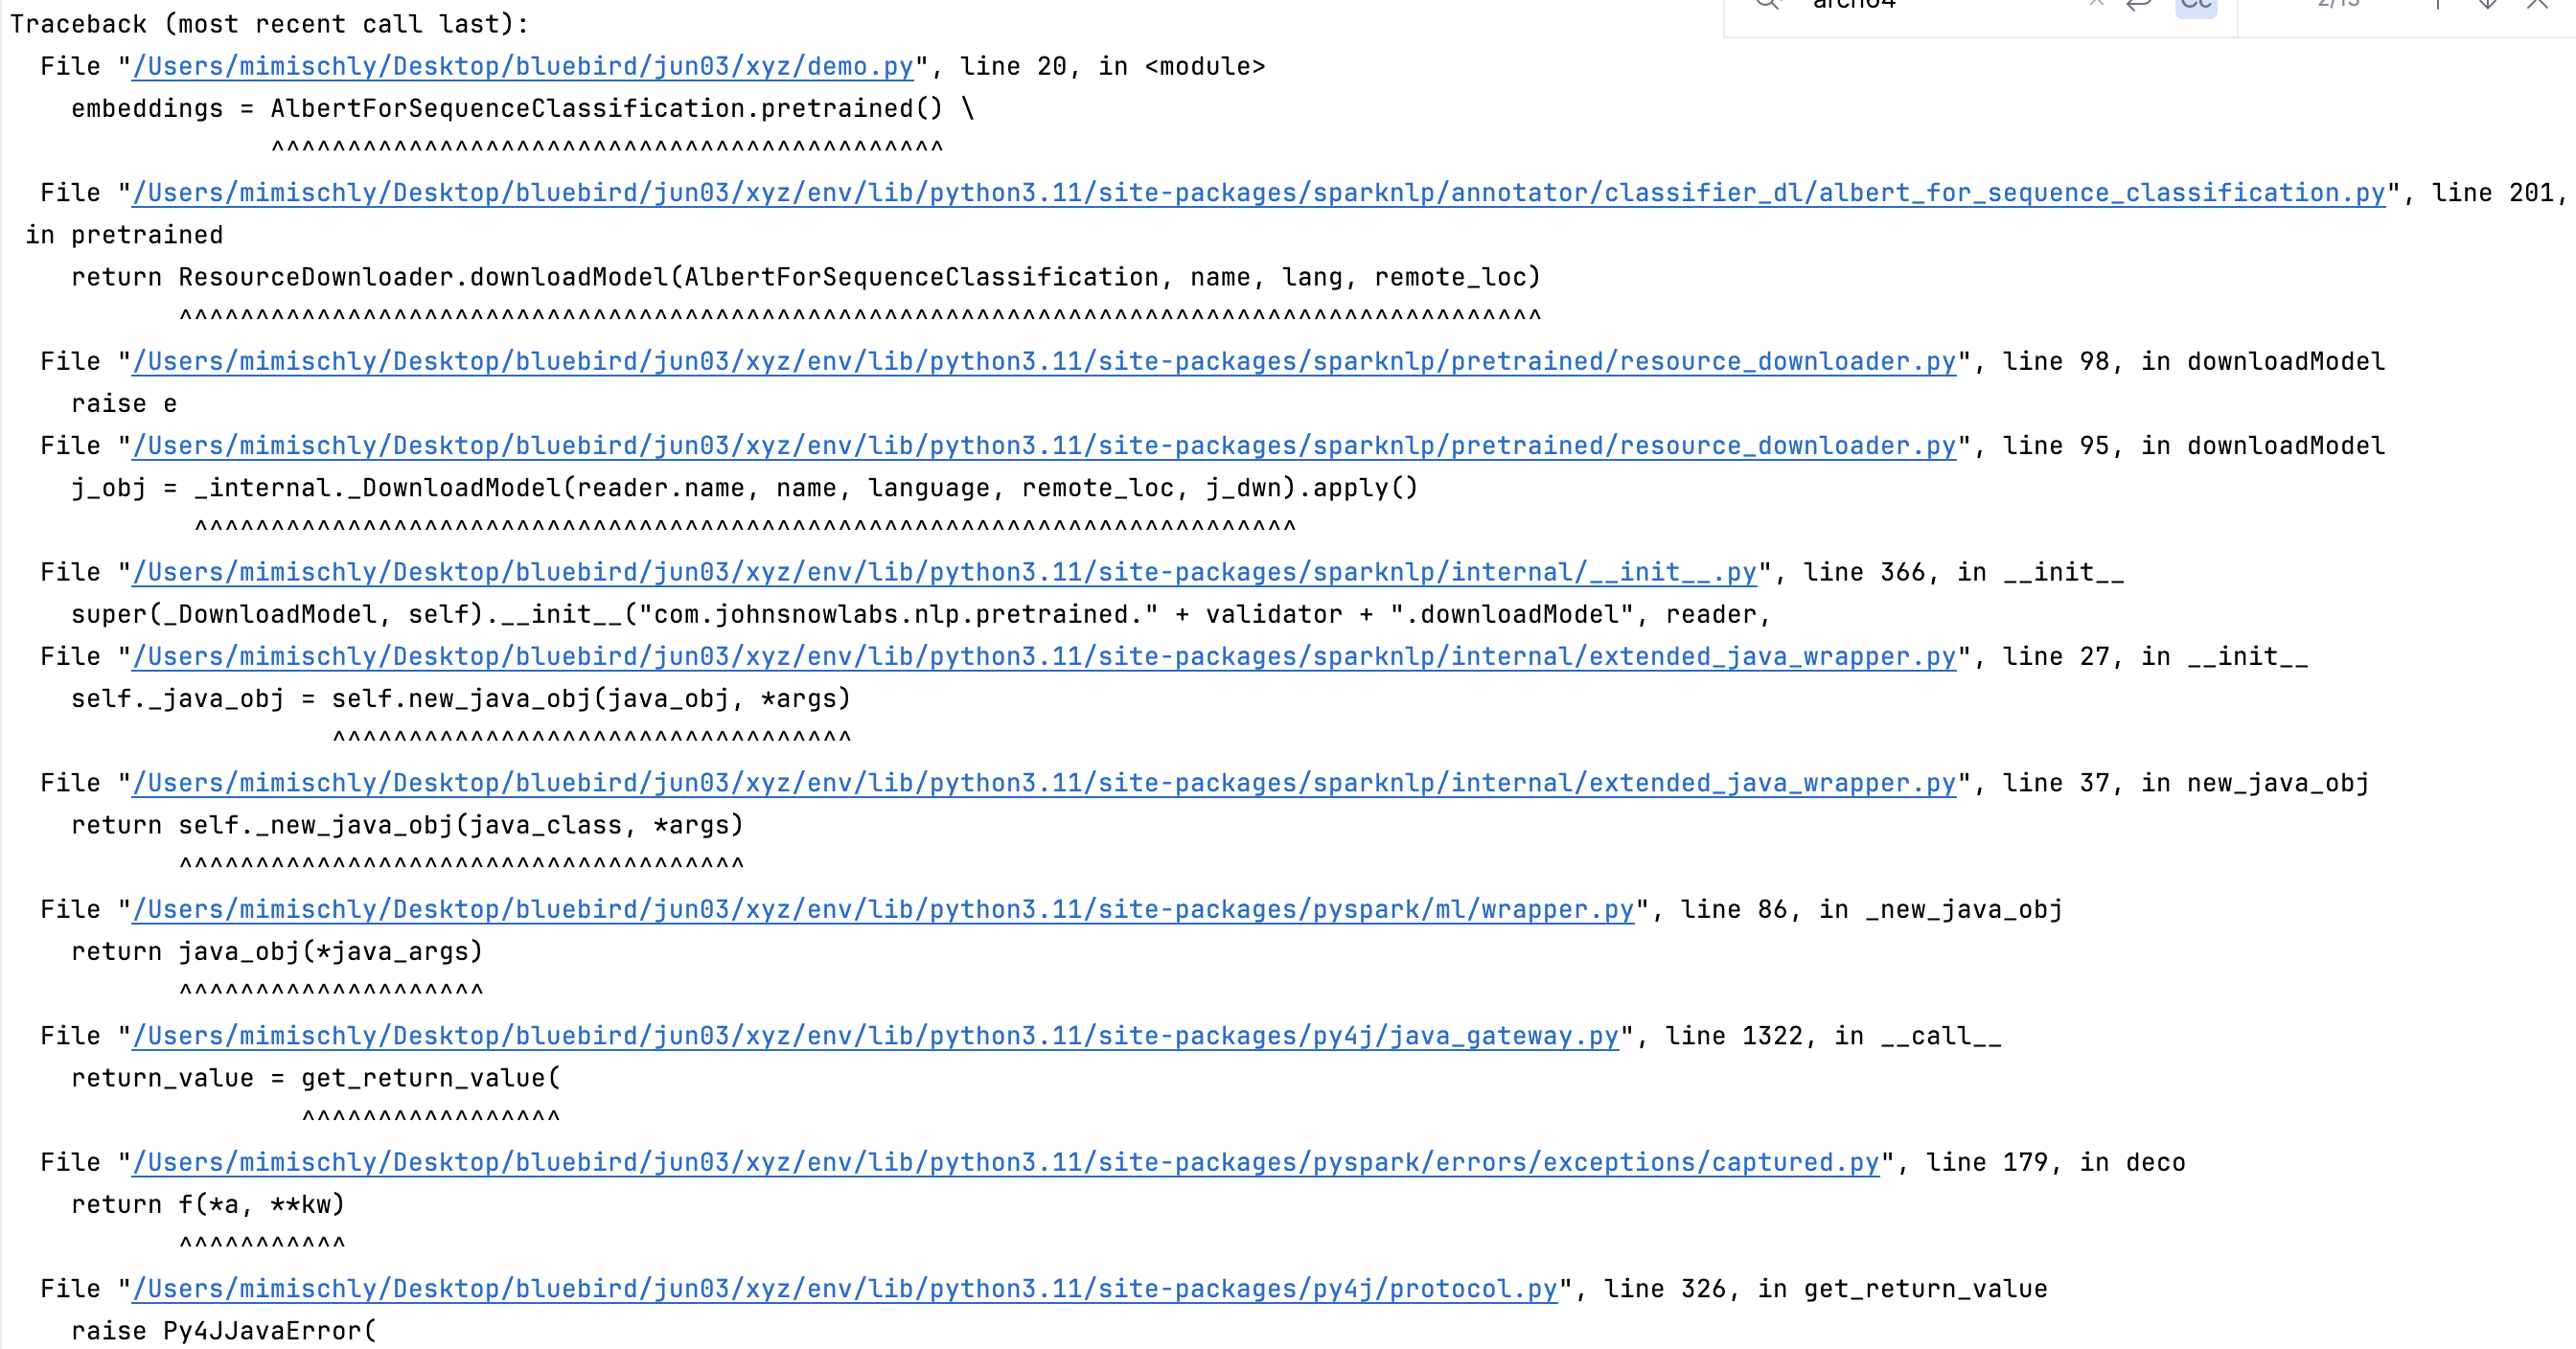 arch64
Cc
2/13
Traceback (most recent call last):
File "/Users/mimischly/Desktop/bluebird/jun03/xyz/demo.py", line 20, in <module>
embeddings = AlbertForSequenceClassification.pretrained() \
^^^^^^^^^^^^^^^^^^^^^^^^^^^^^^^^^^^^^^^^^^^^
File "/Users/mimischly/Desktop/bluebird/jun03/xyz/env/lib/python3.11/site-packages/sparknlp/annotator/classifier_dl/albert_for_sequence_classification.py", line 201,
in pretrained
return ResourceDownloader.downloadModel(AlbertForSequenceClassification, name, lang, remote_loc)
^^^^^^^^^^^^^^^^^^^^^^^^^^^^^^^^^^^^^^^^^^^^^^^^^^^^^^^^^^^^^^^^^^^^^^^^^^^^^^^^^^^^^^^^^
File "/Users/mimischly/Desktop/bluebird/jun03/xyz/env/lib/python3.11/site-packages/sparknlp/pretrained/resource_downloader.py", line 98, in downloadModel
raise e
File "/Users/mimischly/Desktop/bluebird/jun03/xyz/env/lib/python3.11/site-packages/sparknlp/pretrained/resource_downloader.py", line 95, in downloadModel
j_obj = _internal._DownloadModel(reader.name, name, language, remote_loc, j_dwn).apply()
^^^^^^^^^^^^^^^^^^^^^^^^^^^^^^^^^^^^^^^^^^^^^^^^^^^^^^^^^^^^^^^^^^^^^^^^
File "/Users/mimischly/Desktop/bluebird/jun03/xyz/env/lib/python3.11/site-packages/sparknlp/internal/__init__.py", line 366, in __init__
super(_DownloadModel, self).__init__("com.johnsnowlabs.nlp.pretrained." + validator + ".downloadModel", reader,
File "/Users/mimischly/Desktop/bluebird/jun03/xyz/env/lib/python3.11/site-packages/sparknlp/internal/extended_java_wrapper.py", line 27, in __init__
self._java_obj = self.new_java_obj(java_obj, *args)
^^^^^^^^^^^^^^^^^^^^^^^^^^^^^^^^^^
File "/Users/mimischly/Desktop/bluebird/jun03/xyz/env/lib/python3.11/site-packages/sparknlp/internal/extended_java_wrapper.py", line 37, in new_java_obj
return self._new_java_obj(java_class, *args)
^^^^^^^^^^^^^^^^^^^^^^^^^^^^^^^^^^^^^
File "/Users/mimischly/Desktop/bluebird/jun03/xyz/env/lib/python3.11/site-packages/pyspark/ml/wrapper.py", line 86, in _new_java_obj
return java_obj(*java_args)
^^^^^^^^^^^^^^^^^^^^
File "/Users/mimischly/Desktop/bluebird/jun03/xyz/env/lib/python3.11/site-packages/py4j/java_gateway.py", line 1322, in __call__
return_value = get_return_value(
^^^^^^^^^^^^^^^^^
File "/Users/mimischly/Desktop/bluebird/jun03/xyz/env/lib/python3.11/site-packages/pyspark/errors/exceptions/captured.py", line 179, in deco
return f(*a, **kw)
^^^^^^^^^^^
File "/Users/mimischly/Desktop/bluebird/jun03/xyz/env/lib/python3.11/site-packages/py4j/protocol.py", line 326, in get_return_value
raise Py4JJavaError(